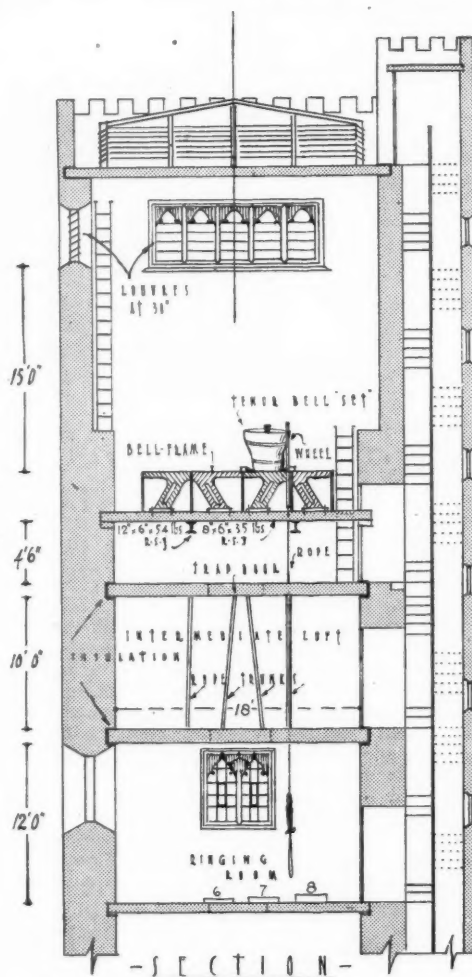 LOUVRES
AT 30°
15'0"
TENOR BELL "SET"
BELL-FRAME
WHEEL
12"×6"×54 lbs
R.S.J
8"×6"×35 lbs
R.S.J
4'6"
ROPE
TRAP DOOR
10'0"
INTERMEDIATE LOFT
INSULATION
ROPE TRUNKS
18'
12'0"
RINGING
ROOM
6 7 8
-SECTION-